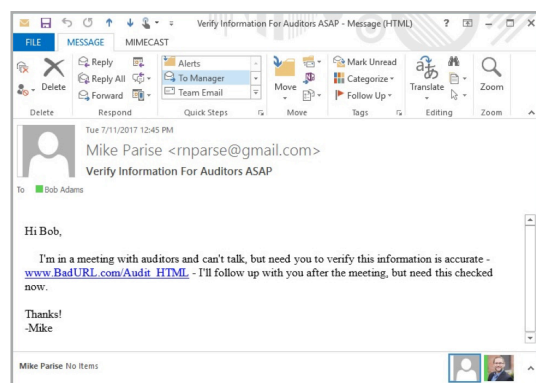 Verify Information For Auditors ASAP - Message (HTML)
FILE MESSAGE MIMECAST
Delete
Reply
Reply All
Forward
Alerts
To Manager
Team Email
Move
Mark Unread
Categorize
Follow Up
Translate
Zoom
Delete Respond Quick Steps Move Tags Editing Zoom
Tue 7/11/2017 12:45 PM
Mike Parise <rnparse@gmail.com>
Verify Information For Auditors ASAP
To Bob Adams
Hi Bob,
I'm in a meeting with auditors and can't talk, but need you to verify this information is accurate -
www.BadURL.com/Audit_HTML - I'll follow up with you after the meeting, but need this checked
now.
Thanks!
-Mike
Mike Parise No Items